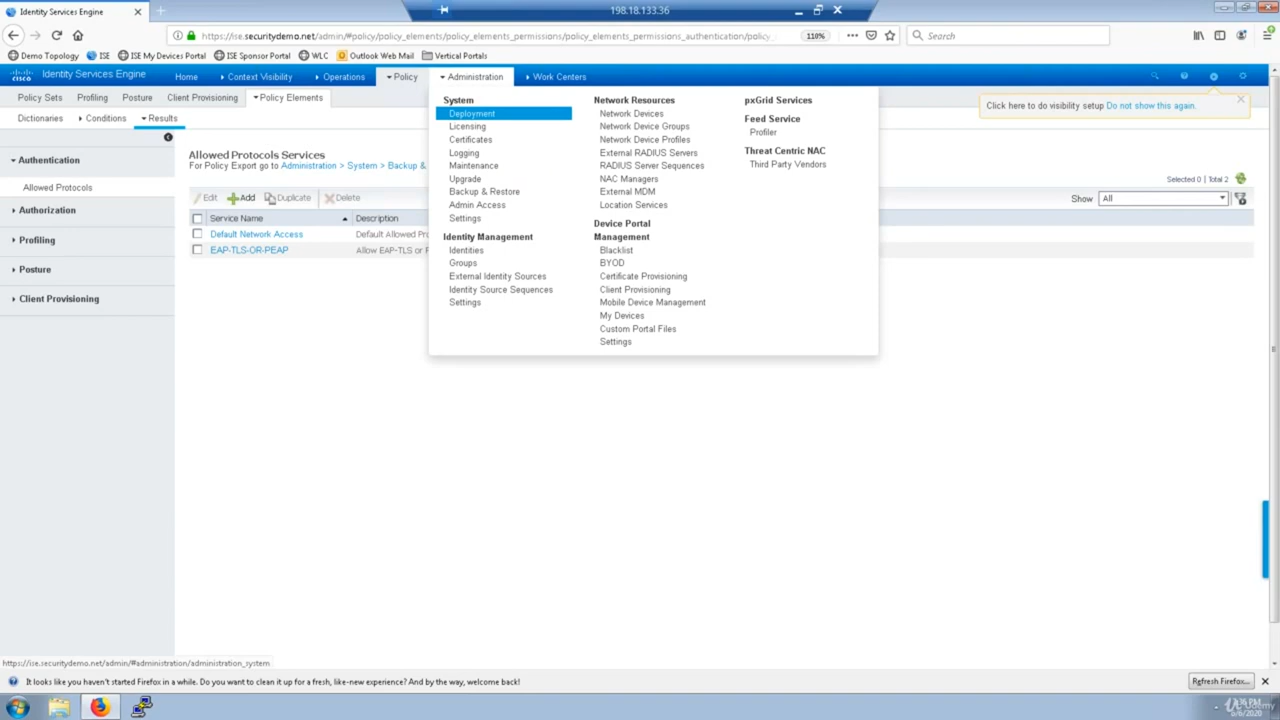 Identity Services Engine
198.18.133.36
https://ise.securitydemo.net/admin/#policy/policy_elements/policy_elements_permissions/policy_elements_permissions_authentication/policy_
110%
Search
Demo Topology
ISE
ISE My Devices Portal
ISE Sponsor Portal
WLC
Outlook Web Mail
Vertical Portals
cisco
Identity Services Engine
Home
Context Visibility
Operations
Policy
Administration
Work Centers
Policy Sets
Profiling
Posture
Client Provisioning
Policy Elements
Dictionaries
Conditions
Results
Click here to do visibility setup Do not show this again.
Authentication
Allowed Protocols
Authorization
Profiling
Posture
Client Provisioning
Allowed Protocols Services
For Policy Export go to Administration > System > Backup &
Edit
Add
Duplicate
Delete
Selected 0 | Total 2
Show
All
Service Name
Description
Default Network Access
Default Allowed Pro
EAP-TLS-OR-PEAP
Allow EAP-TLS or P
System
Deployment
Licensing
Certificates
Logging
Maintenance
Upgrade
Backup & Restore
Admin Access
Settings
Identity Management
Identities
Groups
External Identity Sources
Identity Source Sequences
Settings
Network Resources
Network Devices
Network Device Groups
Network Device Profiles
External RADIUS Servers
RADIUS Server Sequences
NAC Managers
External MDM
Location Services
Device Portal
Management
Blacklist
BYOD
Certificate Provisioning
Client Provisioning
Mobile Device Management
My Devices
Custom Portal Files
Settings
pxGrid Services
Feed Service
Profiler
Threat Centric NAC
Third Party Vendors
https://ise.securitydemo.net/admin/#administration/administration_system
It looks like you haven't started Firefox in a while. Do you want to clean it up for a fresh, like-new experience? And by the way, welcome back!
Refresh Firefox...
Udemy
5/6/2020